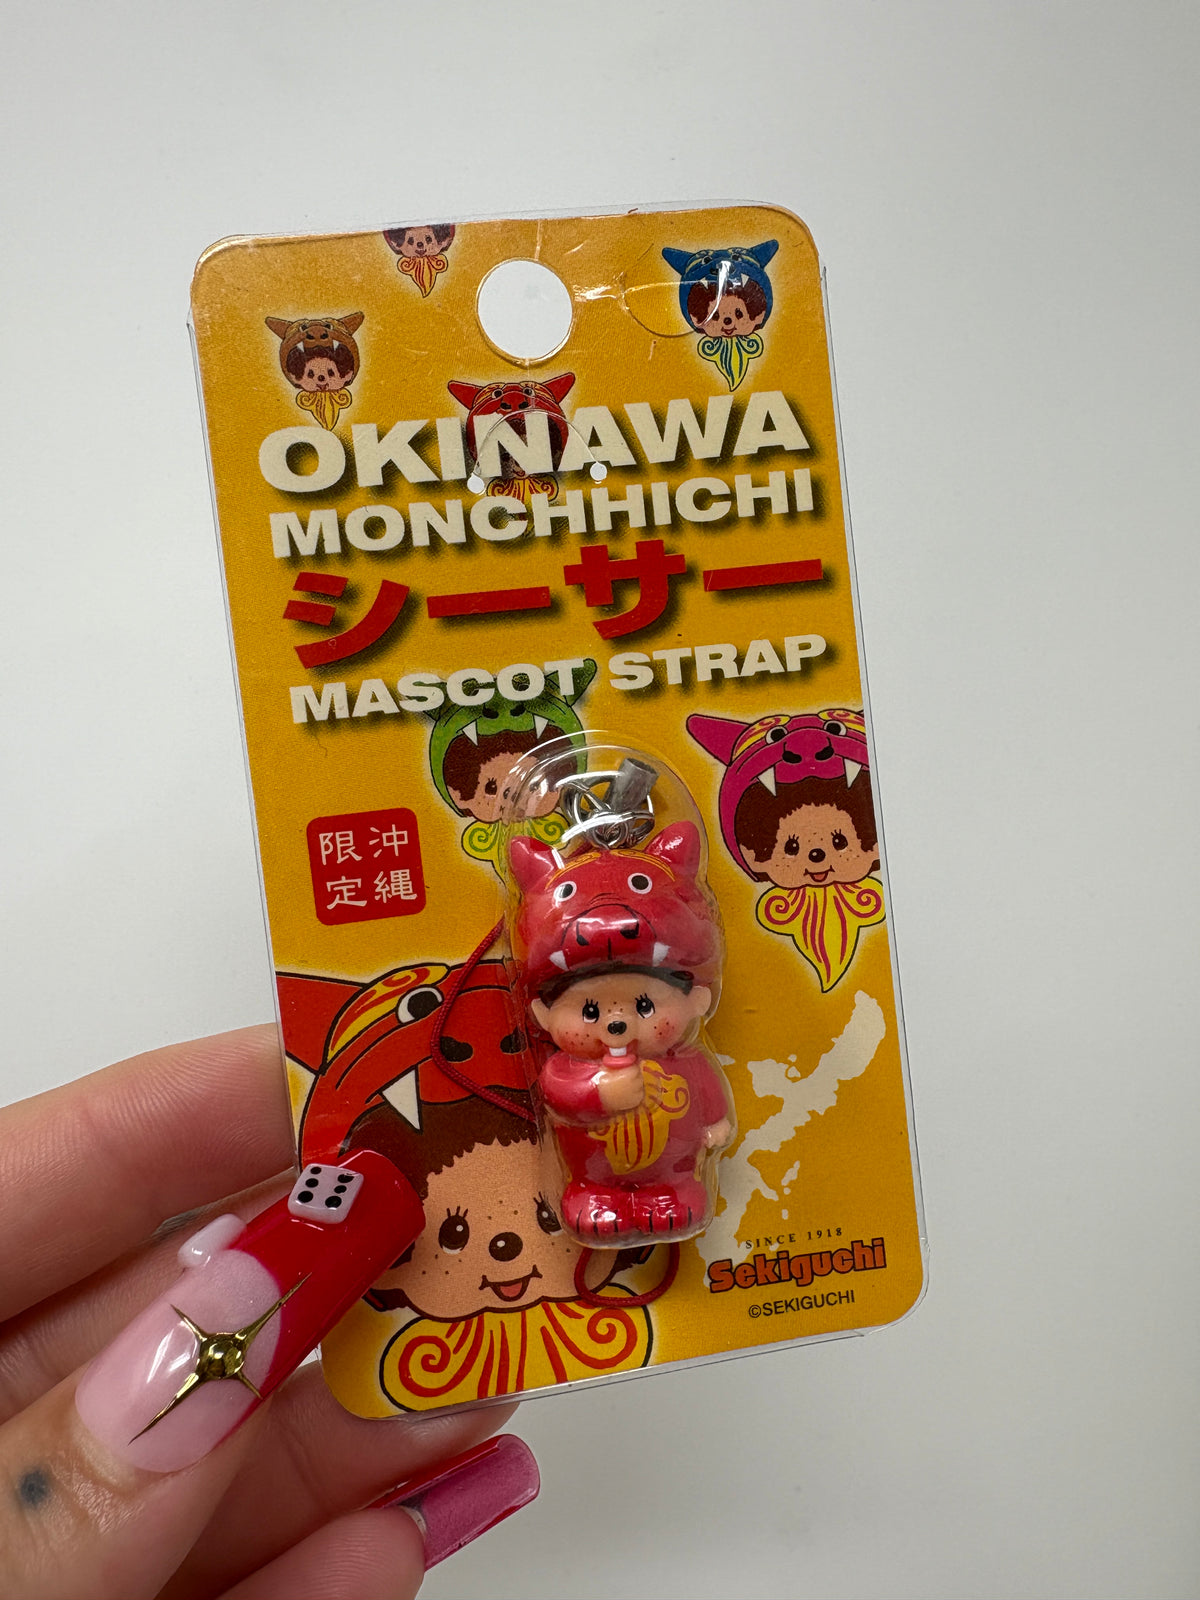 OKINAWA
MONCHHICHI
シーサー
MASCOT STRAP
沖縄
限定
SINCE 1918
Sekiguchi
©SEKIGUCHI